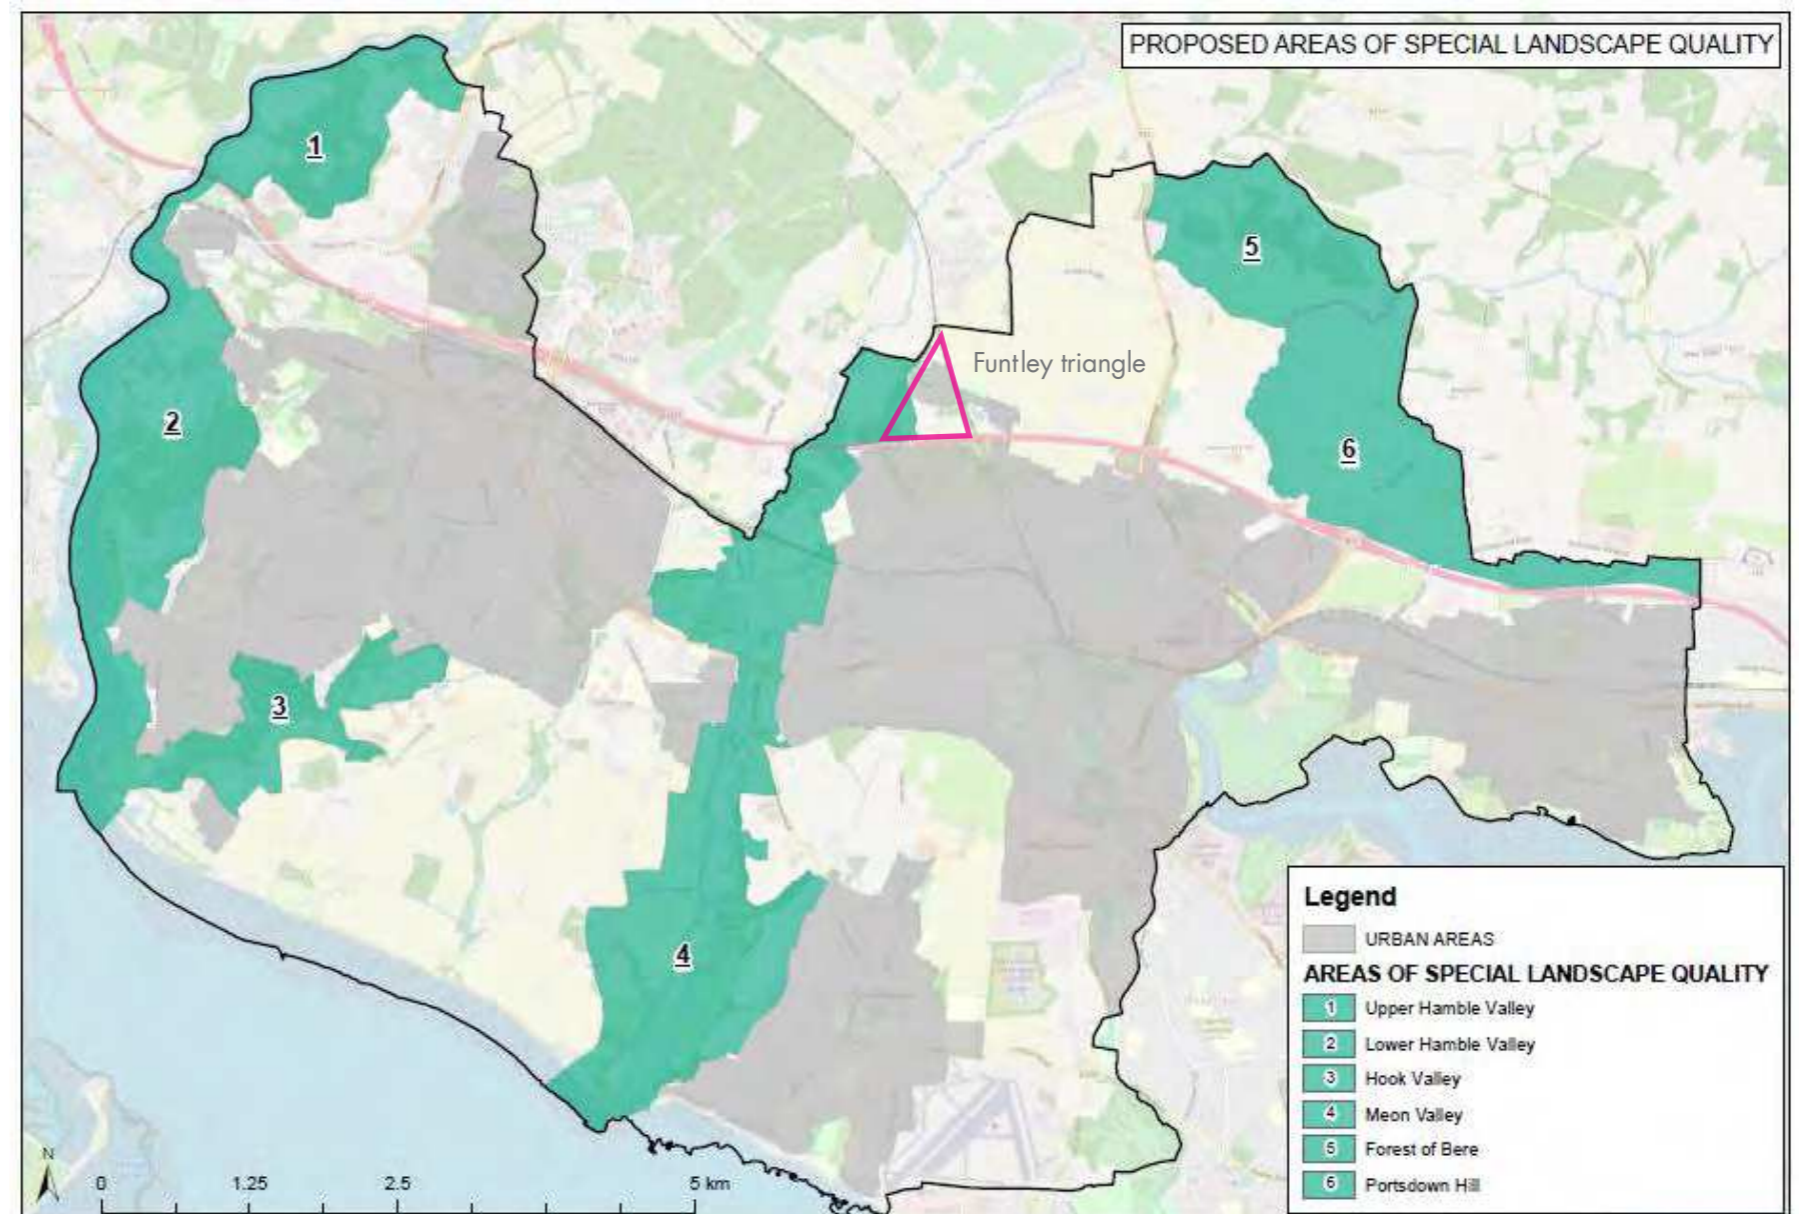 PROPOSED AREAS OF SPECIAL LANDSCAPE QUALITY
1
5
Funtley triangle
2
6
3
4
Legend
URBAN AREAS
AREAS OF SPECIAL LANDSCAPE QUALITY
1 Upper Hamble Valley
2 Lower Hamble Valley
3 Hook Valley
4 Meon Valley
5 Forest of Bere
6 Portsdown Hill
N
0 1.25 2.5 5 km